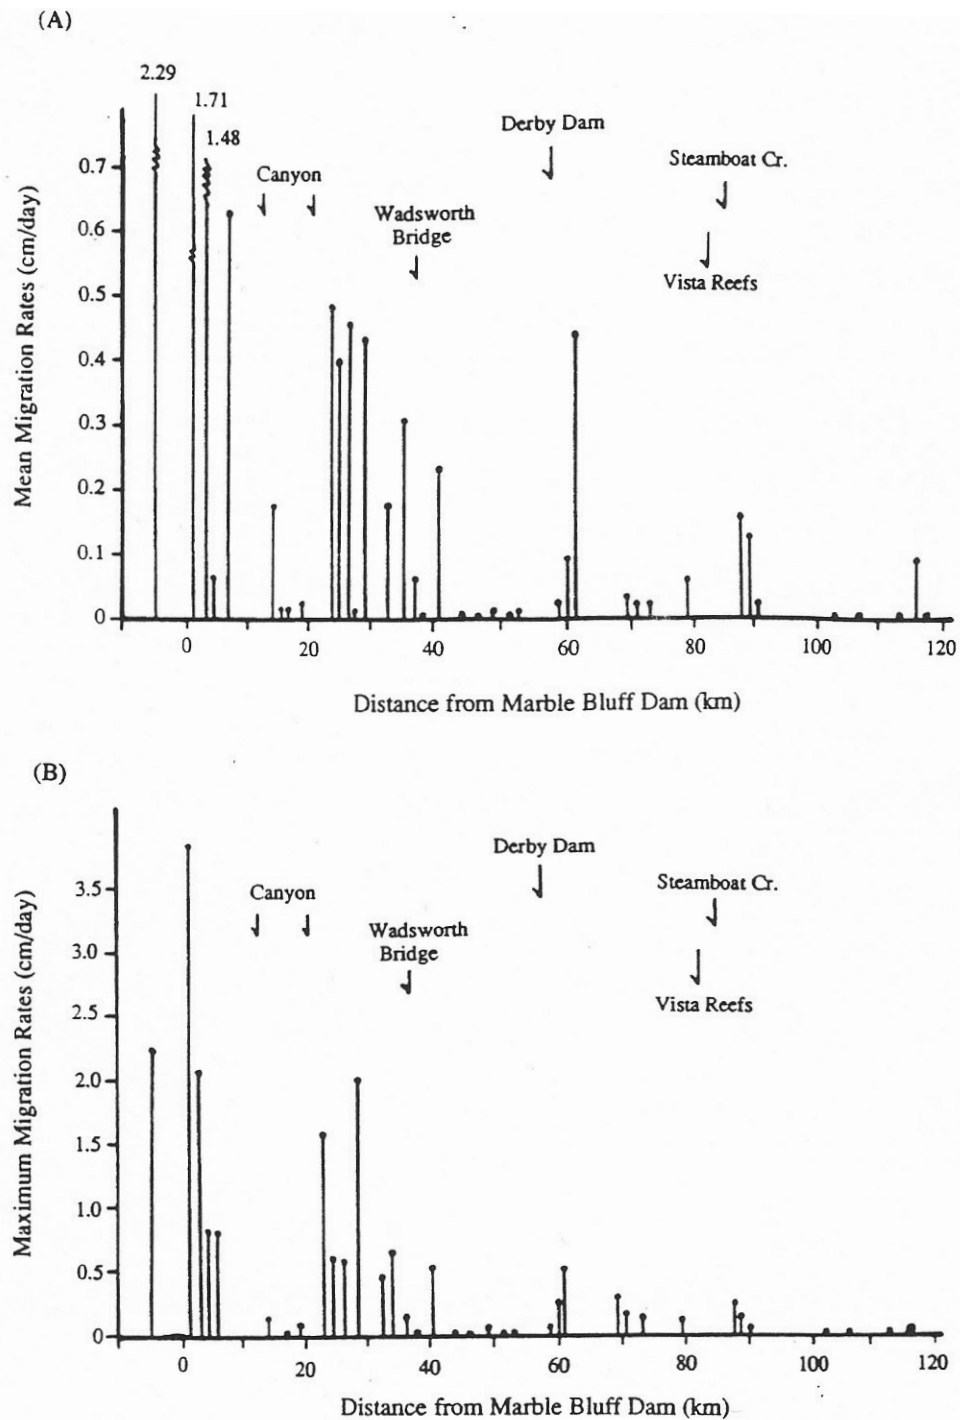 (A)
2.29
1.71
1.48
Derby Dam
Steamboat Cr.
Canyon
Wadsworth
Bridge
Vista Reefs
Mean Migration Rates (cm/day)
0.7
0.6
0.5
0.4
0.3
0.2
0.1
0
0 20 40 60 80 100 120
Distance from Marble Bluff Dam (km)
(B)
Derby Dam
Steamboat Cr.
Canyon
Wadsworth
Bridge
Vista Reefs
Maximum Migration Rates (cm/day)
3.5
3.0
2.5
2.0
1.5
1.0
0.5
0
0 20 40 60 80 100 120
Distance from Marble Bluff Dam (km)